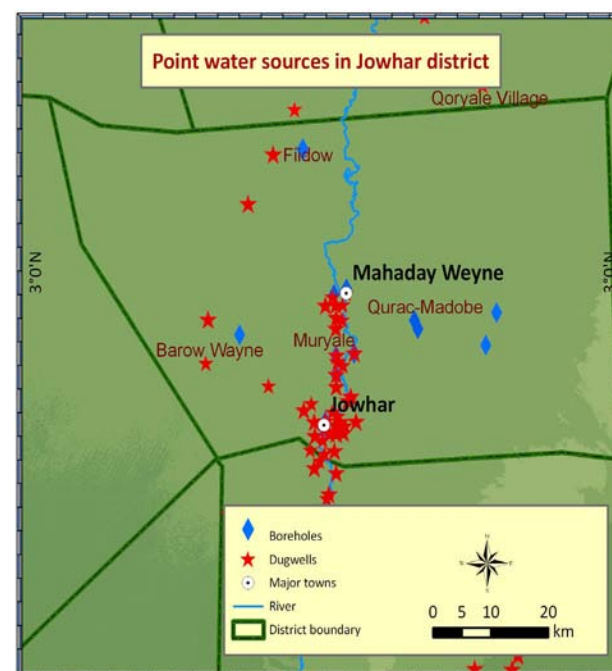 Point water sources in Jowhar district
Qoryale Village
Fildow
3°0'N
3°0'N
Mahaday Weyne
Qurac-Madobe
Muryale
Barow Wayne
Jowhar
Boreholes
Dugwells
Major towns
River
District boundary
0 5 10 20
km